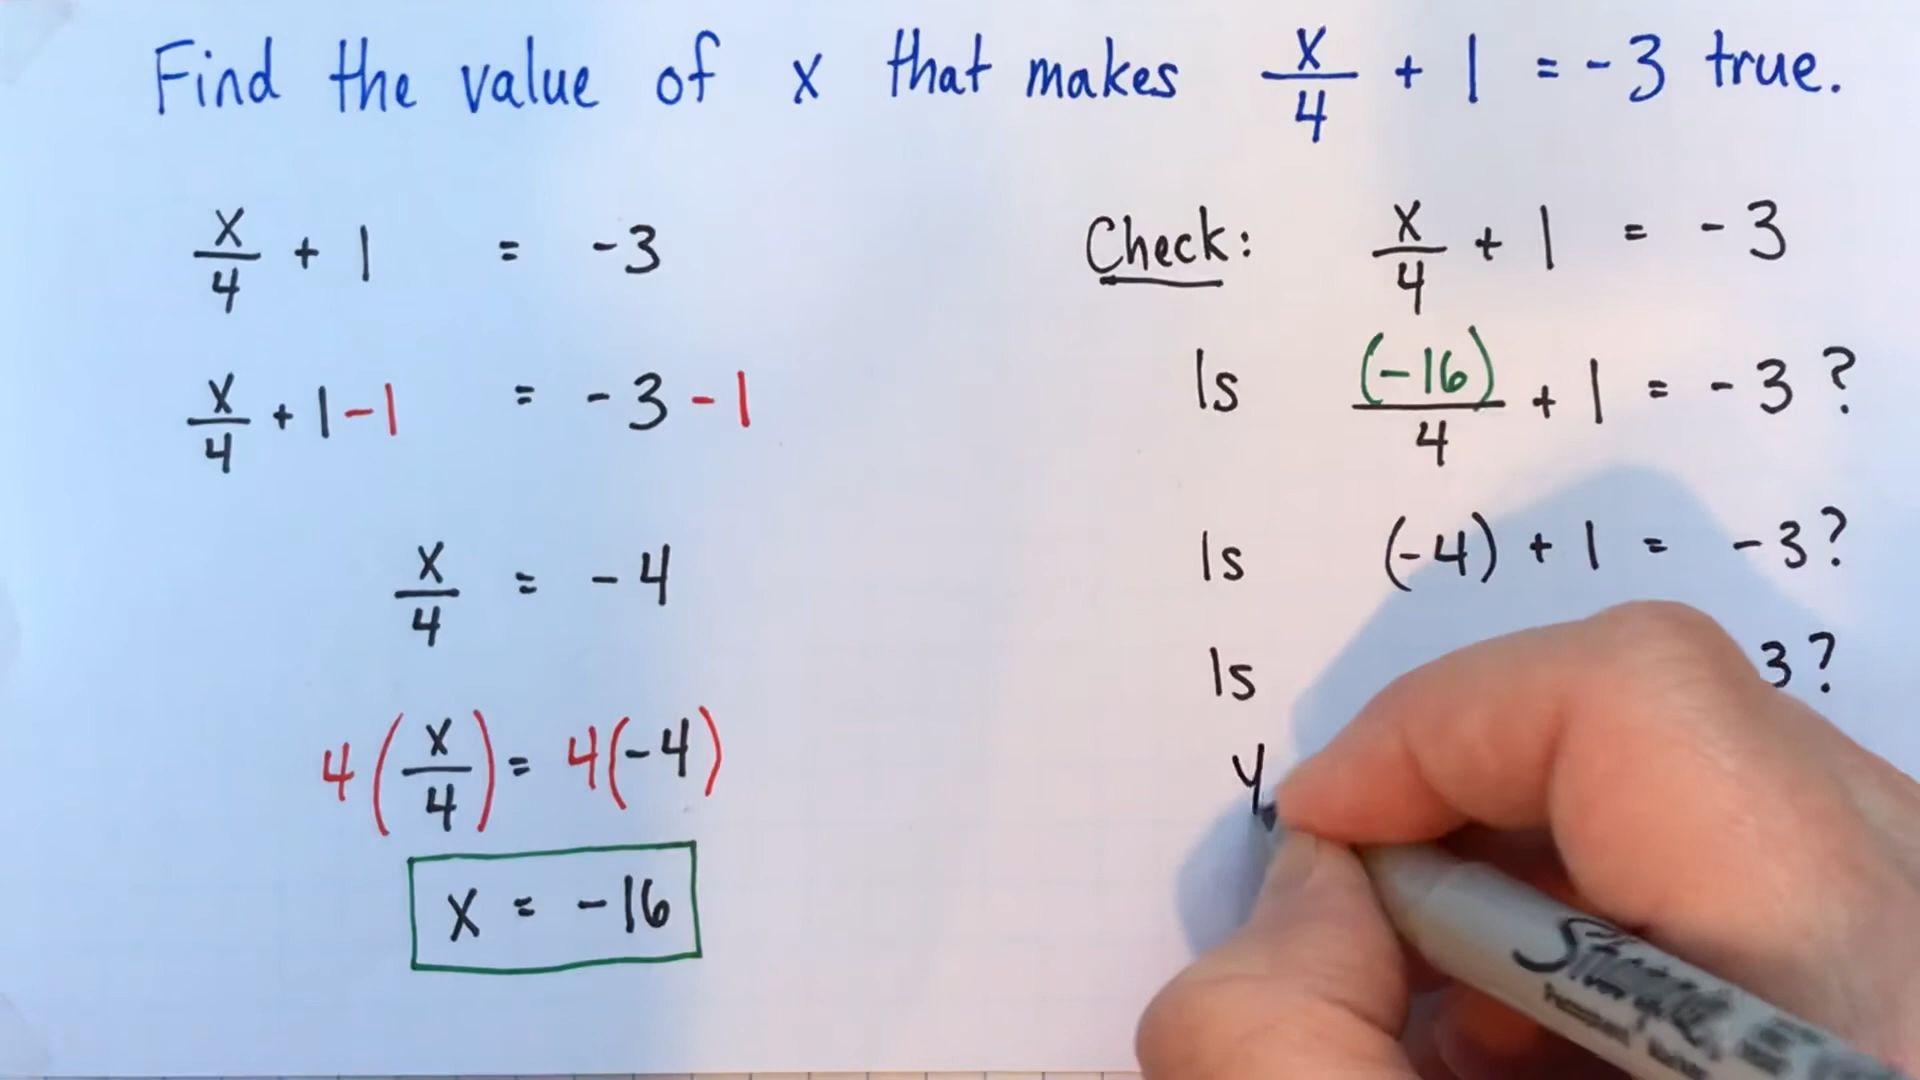 Find the value of x that makes x/4 + 1 = -3 true.
x/4 + 1 = -3
x/4 + 1 - 1 = -3 - 1
x/4 = -4
4(x/4) = 4(-4)
x = -16
Check: x/4 + 1 = -3
Is (-16)/4 + 1 = -3?
Is (-4) + 1 = -3?
Is 3?
y
Sharpie